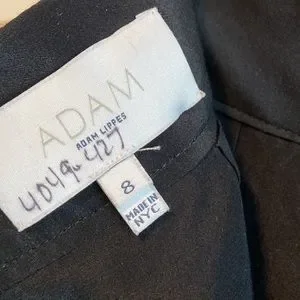 ADAM
ADAM LIPPES
4049-427
8
MADE IN
NYC